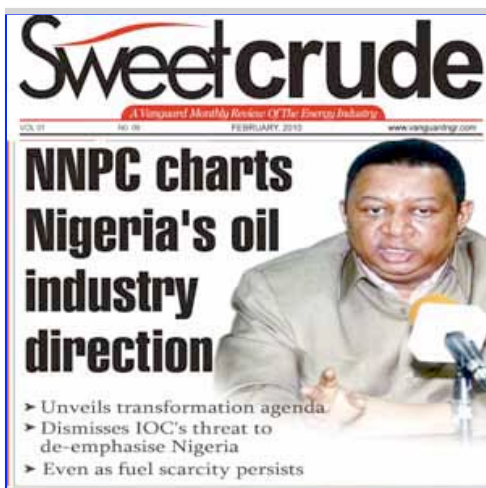 Sweetcrude
A Vanguard Monthly Review Of The Energy Industry
VOL 01 NO. 09 FEBRUARY, 2010 www.vanguardngr.com
NNPC charts
Nigeria's oil
industry
direction
➤ Unveils transformation agenda
➤ Dismisses IOC's threat to
de-emphasise Nigeria
➤ Even as fuel scarcity persists